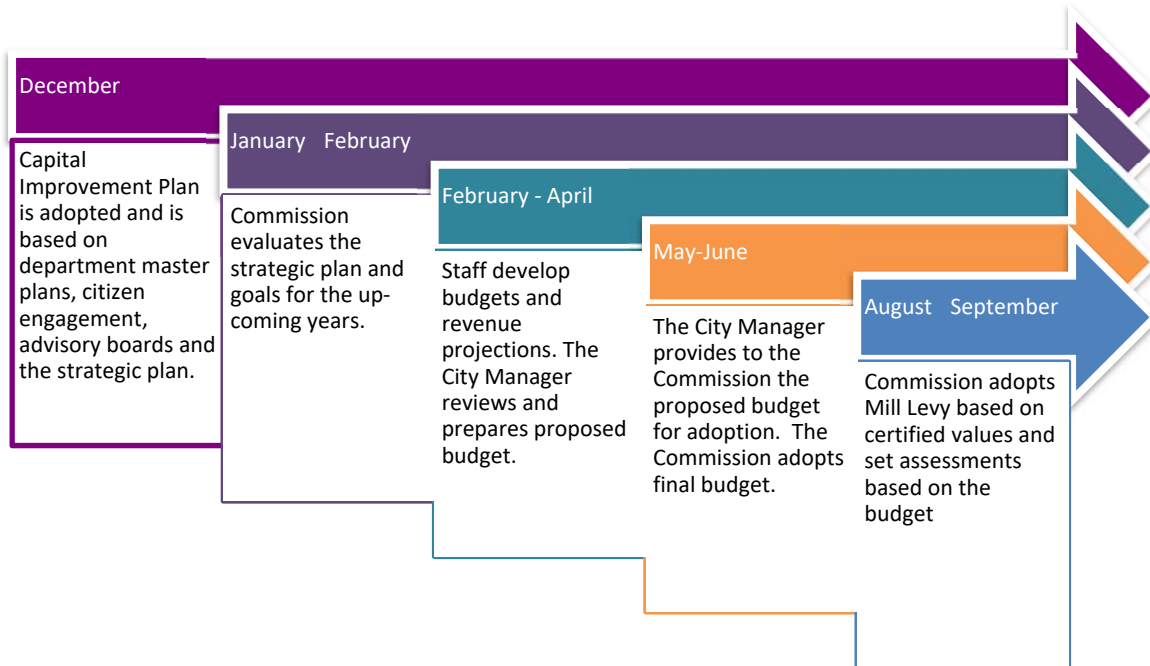 December
Capital
Improvement Plan
is adopted and is
based on
department master
plans, citizen
engagement,
advisory boards and
the strategic plan.
January February
Commission
evaluates the
strategic plan and
goals for the up-
coming years.
February - April
Staff develop
budgets and
revenue
projections. The
City Manager
reviews and
prepares proposed
budget.
May-June
The City Manager
provides to the
Commission the
proposed budget
for adoption. The
Commission adopts
final budget.
August September
Commission adopts
Mill Levy based on
certified values and
set assessments
based on the
budget